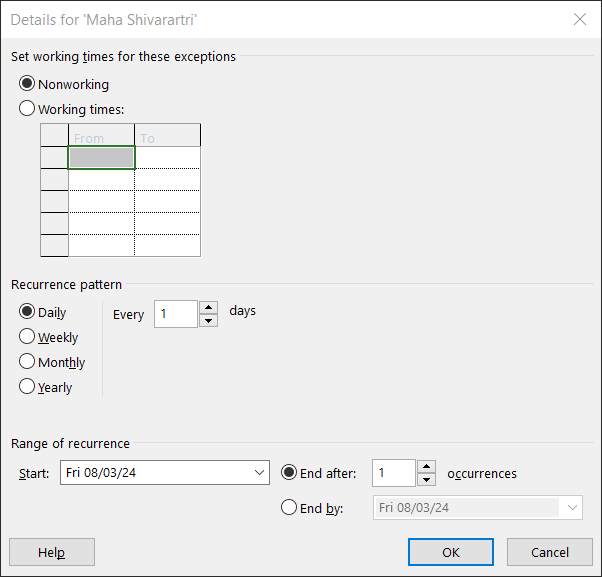 Details for 'Maha Shivarartri'
Set working times for these exceptions
Nonworking
Working times:
From To
Recurrence pattern
Daily Every 1 days
Weekly
Monthly
Yearly
Range of recurrence
Start: Fri 08/03/24 End after: 1 occurrences
End by: Fri 08/03/24
Help OK Cancel